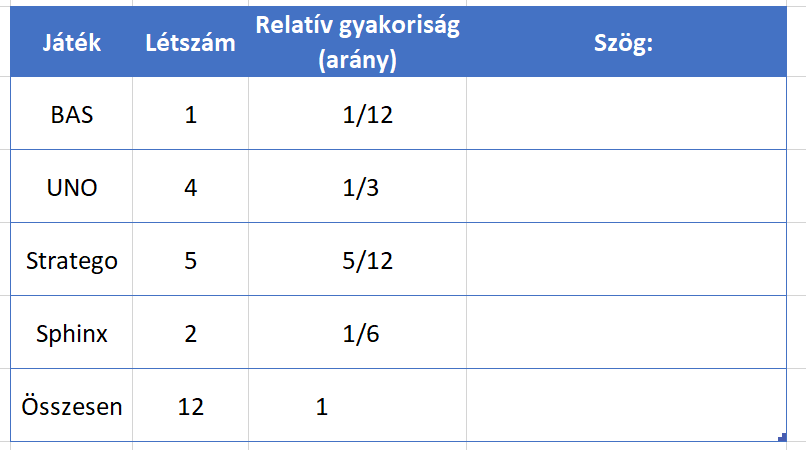 Játék Létszám Relatív gyakoriság (arány) Szög:
BAS 1 1/12
UNO 4 1/3
Stratego 5 5/12
Sphinx 2 1/6
Összesen 12 1